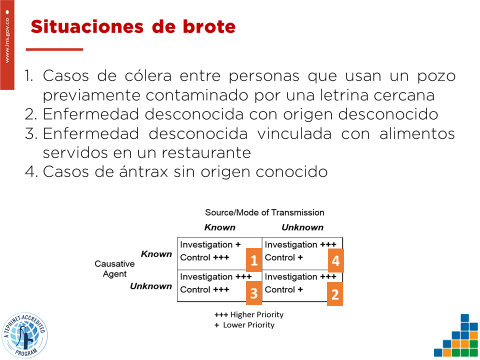 www.ins.gov.co
Situaciones de brote
1. Casos de cólera entre personas que usan un pozo
previamente contaminado por una letrina cercana
2. Enfermedad desconocida con origen desconocido
3. Enfermedad desconocida vinculada con alimentos
servidos en un restaurante
4. Casos de ántrax sin origen conocido
Source/Mode of Transmission
Known Unknown
Causative Agent
Known
Investigation +
Control +++
1
Investigation +++
Control +
4
Unknown
Investigation +++
Control +++
3
Investigation +++
Control +
2
+++ Higher Priority
+ Lower Priority
A TEPHINET ACCREDITED
PROGRAM